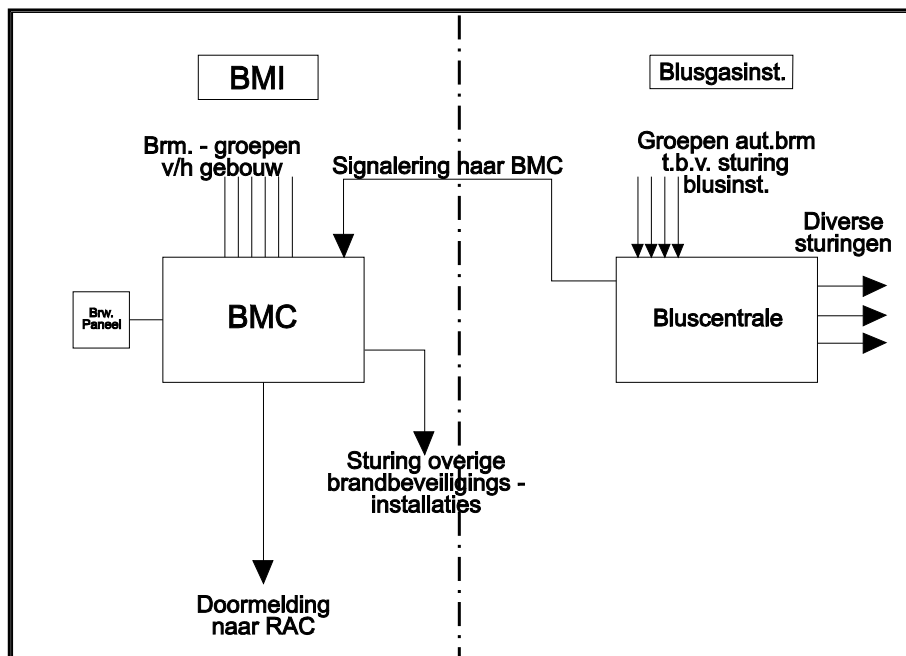 BMI
Blusgasinst.
Brm. - groepen
v/h gebouw
Signalering naar BMC
Groepen aut.brm
t.b.v. sturing
blusinst.
Diverse
sturingen
Brw.
Paneel
BMC
Bluscentrale
Sturing overige
brandbeveiligings -
installaties
Doormelding
naar RAC